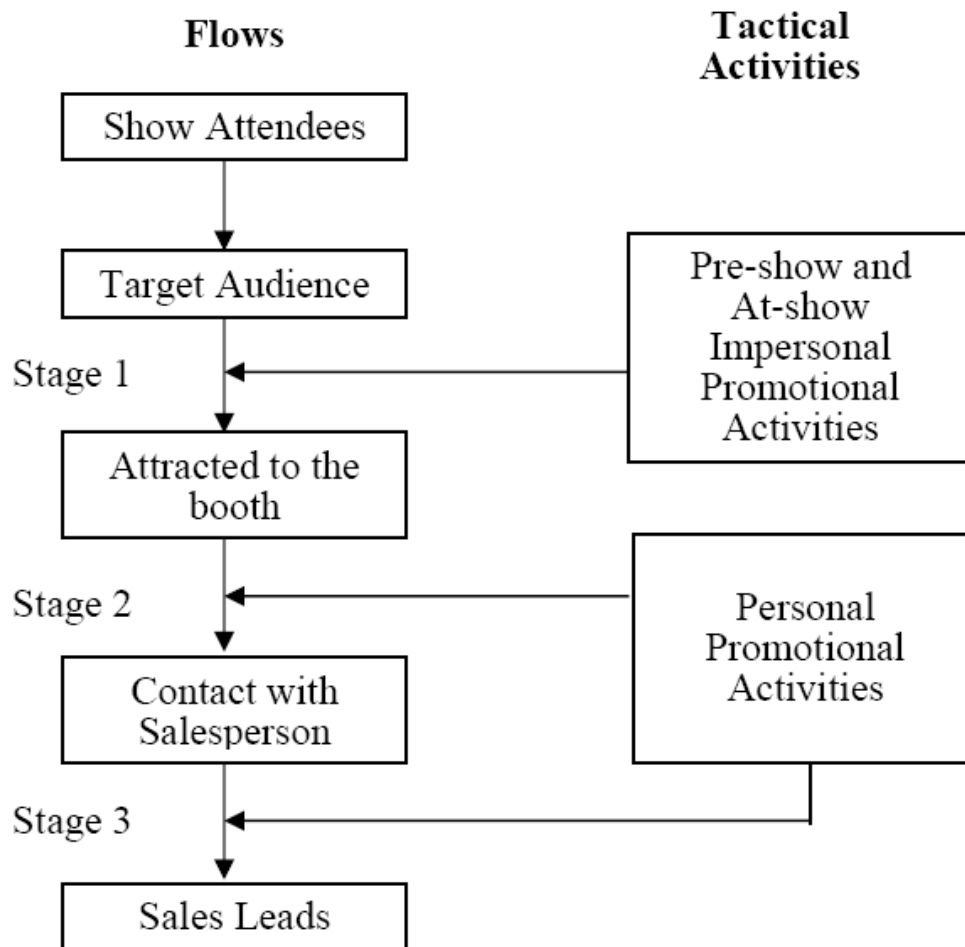 Flows
Tactical
Activities
Show Attendees
Target Audience
Pre-show and
At-show
Impersonal
Promotional
Activities
Stage 1
Attracted to the
booth
Stage 2
Personal
Promotional
Activities
Contact with
Salesperson
Stage 3
Sales Leads